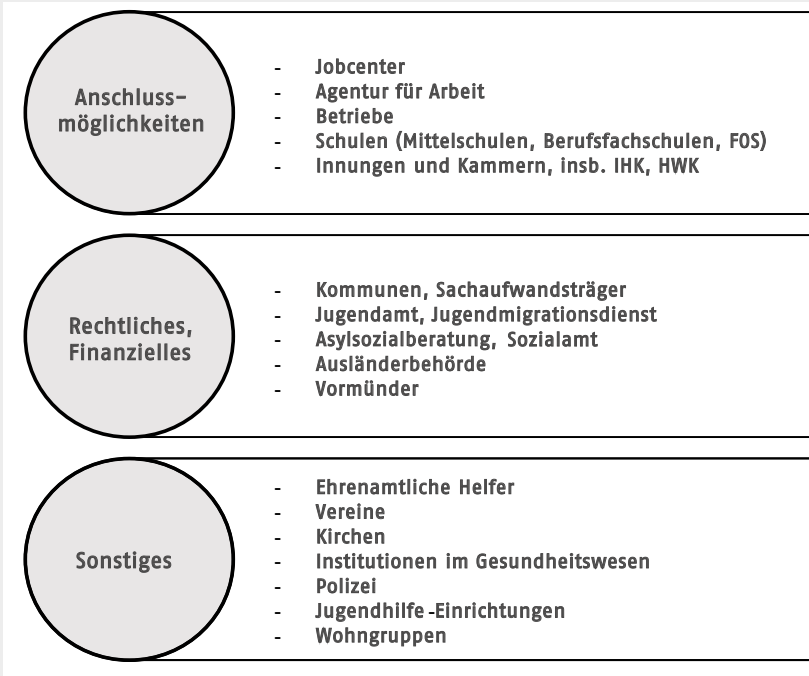 Anschluss-
möglichkeiten
- Jobcenter
- Agentur für Arbeit
- Betriebe
- Schulen (Mittelschulen, Berufsfachschulen, FOS)
- Innungen und Kammern, insb. IHK, HWK
Rechtliches,
Finanzielles
- Kommunen, Sachaufwandsträger
- Jugendamt, Jugendmigrationsdienst
- Asylsozialberatung, Sozialamt
- Ausländerbehörde
- Vormünder
Sonstiges
- Ehrenamtliche Helfer
- Vereine
- Kirchen
- Institutionen im Gesundheitswesen
- Polizei
- Jugendhilfe-Einrichtungen
- Wohngruppen